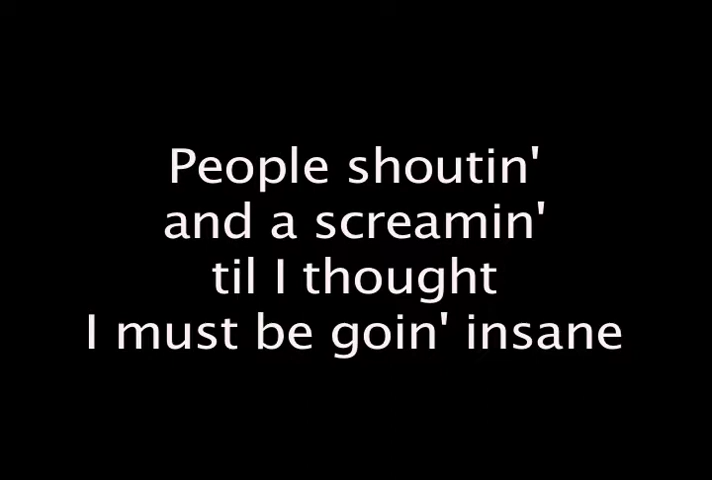 People shoutin'
and a screamin'
til I thought
I must be goin' insane